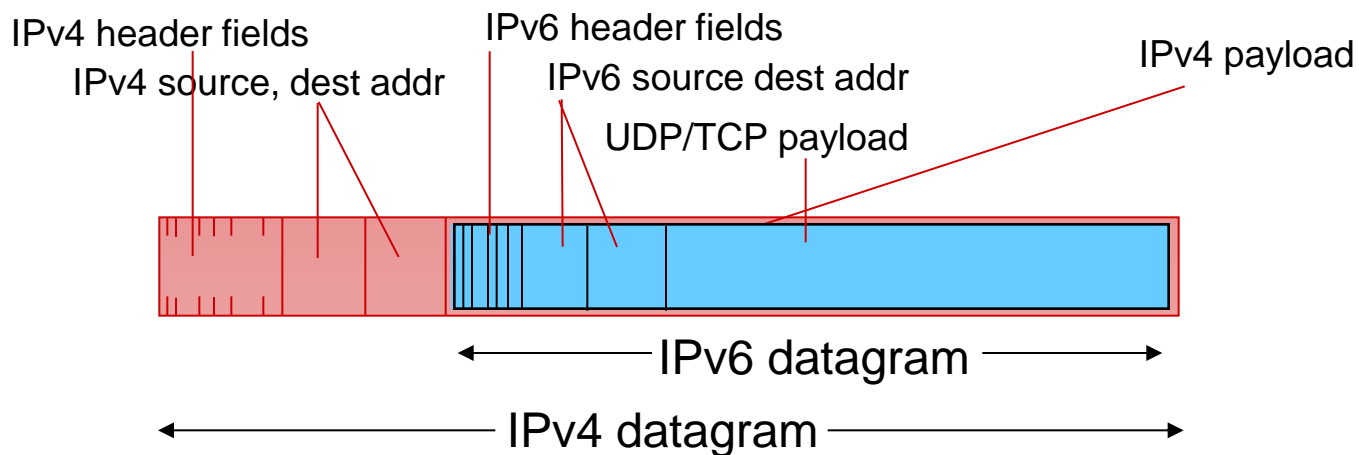 IPv4 header fields
IPv6 header fields
IPv4 payload
IPv4 source, dest addr
IPv6 source dest addr
UDP/TCP payload
IPv6 datagram
IPv4 datagram